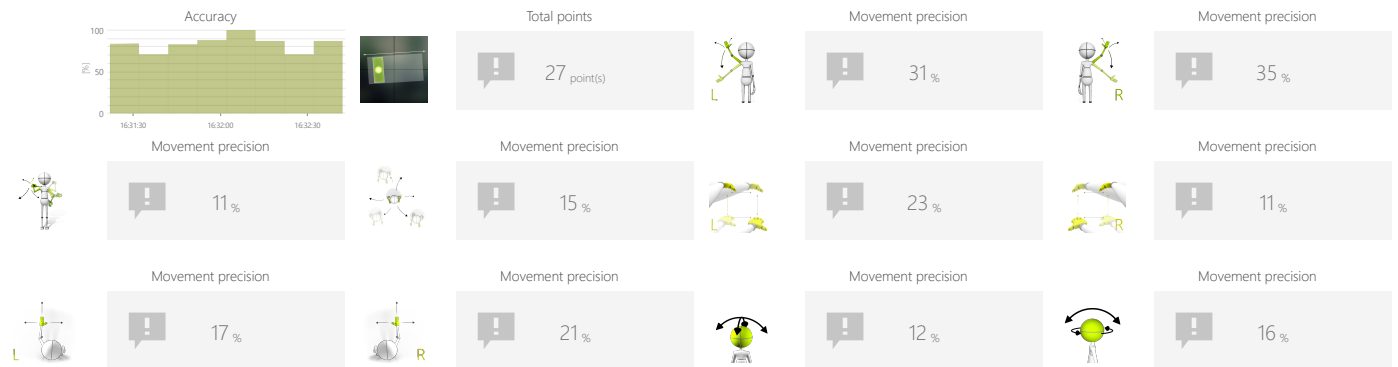 Accuracy
Total points
Movement precision
Movement precision
100
50
0
[%]
16:31:30
16:32:00
16:32:30
27 point(s)
L
31 %
R
35 %
Movement precision
Movement precision
Movement precision
Movement precision
11 %
15 %
L
23 %
R
11 %
Movement precision
Movement precision
Movement precision
Movement precision
L
17 %
R
21 %
12 %
16 %